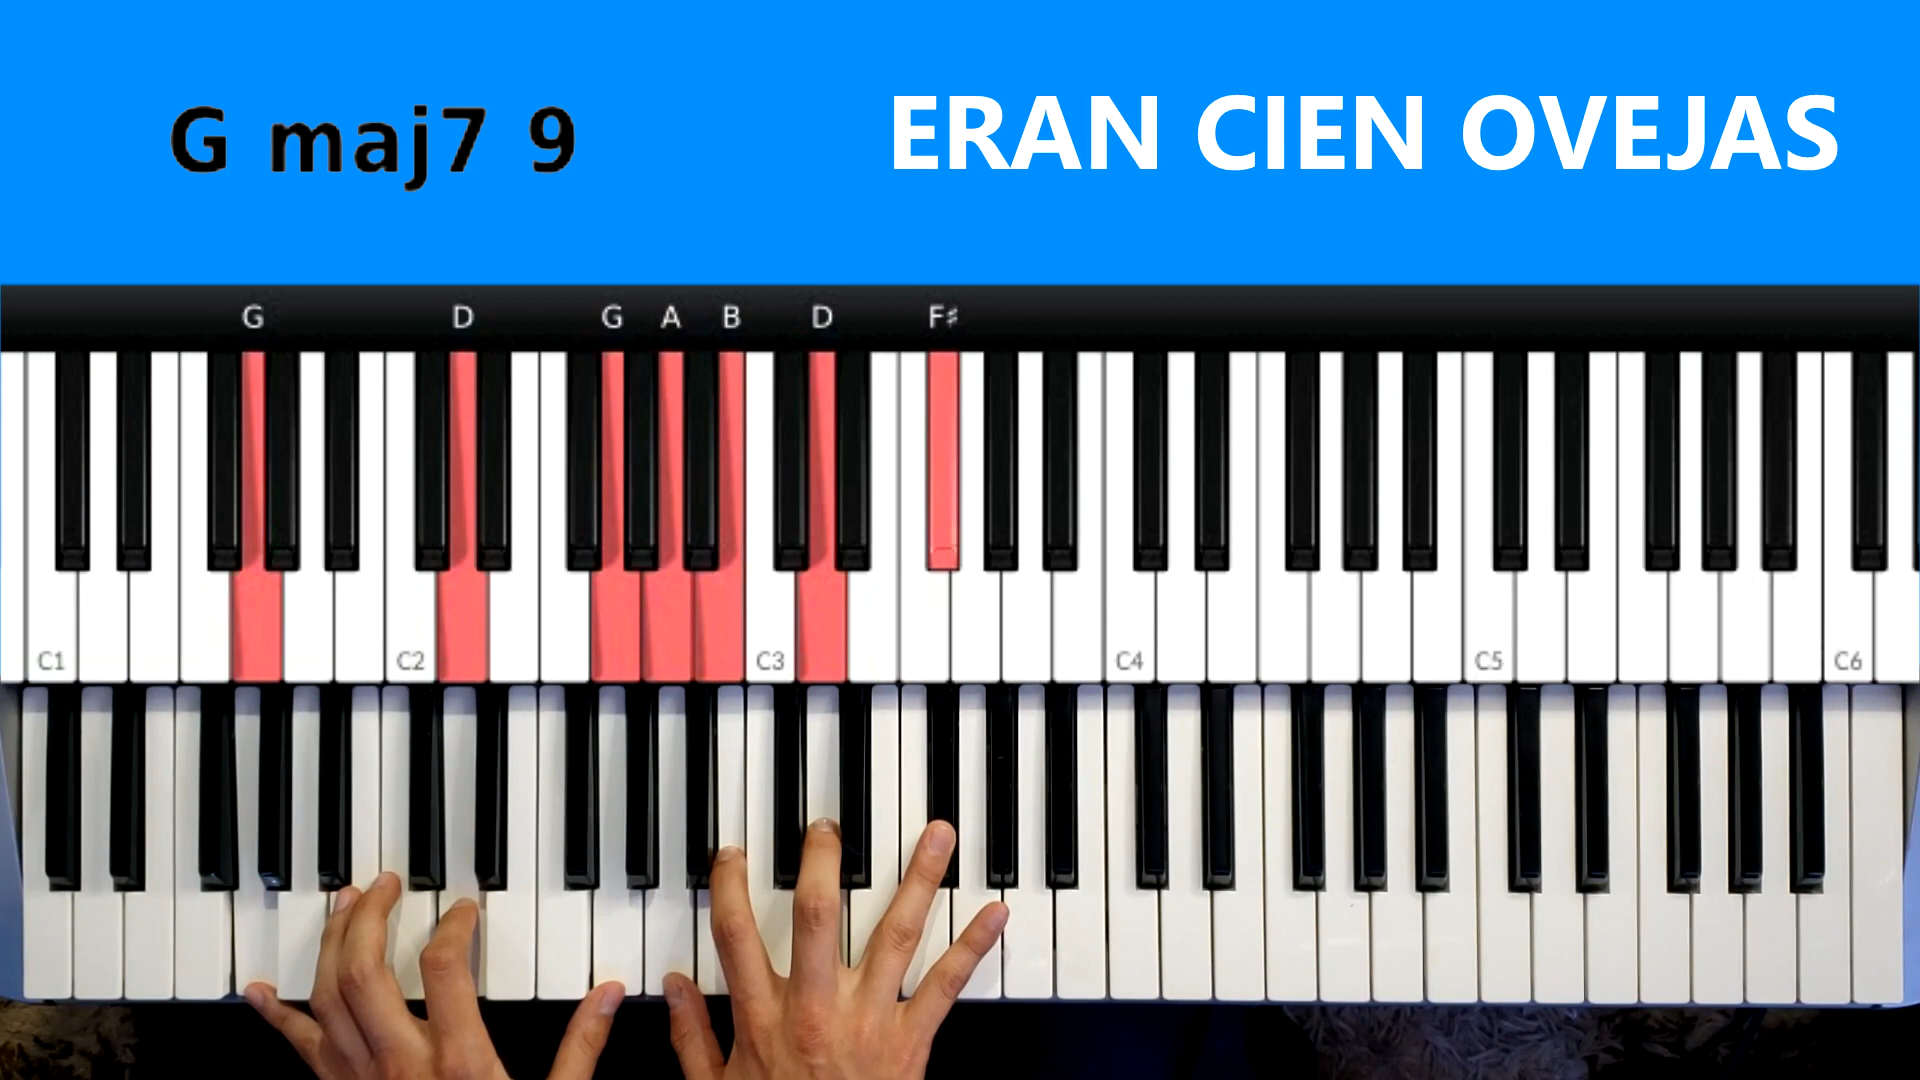 G maj7 9
ERAN CIEN OVEJAS
G D G A B D F♯
C1 C2 C3 C4 C5 C6